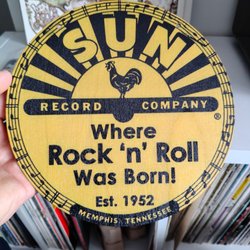 SUN
RECORD COMPANY
®
Where
Rock 'n' Roll
Was Born!
Est. 1952
MEMPHIS, TENNESSEE